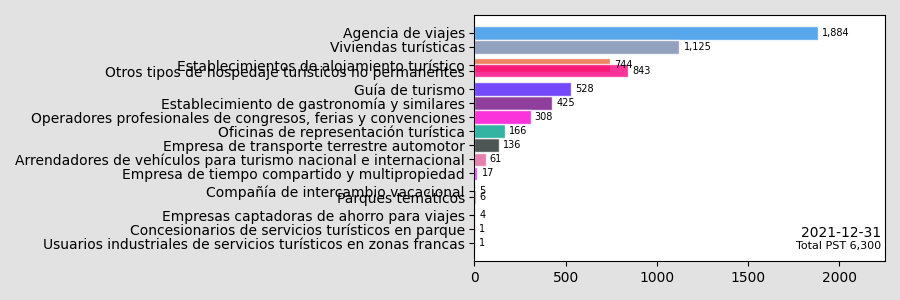 Agencia de viajes 1,884
Viviendas turísticas 1,125
Establecimientos de alojamiento turístico 744
Otros tipos de hospedaje turísticos no permanentes 843
Guía de turismo 528
Establecimiento de gastronomía y similares 425
Operadores profesionales de congresos, ferias y convenciones 308
Oficinas de representación turística 166
Empresa de transporte terrestre automotor 136
Arrendadores de vehículos para turismo nacional e internacional 61
Empresa de tiempo compartido y multipropiedad 17
Compañía de intercambio vacacional 5
Parques temáticos 6
Empresas captadoras de ahorro para viajes 4
Concesionarios de servicios turísticos en parque 1
Usuarios industriales de servicios turísticos en zonas francas 1
2021-12-31
Total PST 6,300
0 500 1000 1500 2000